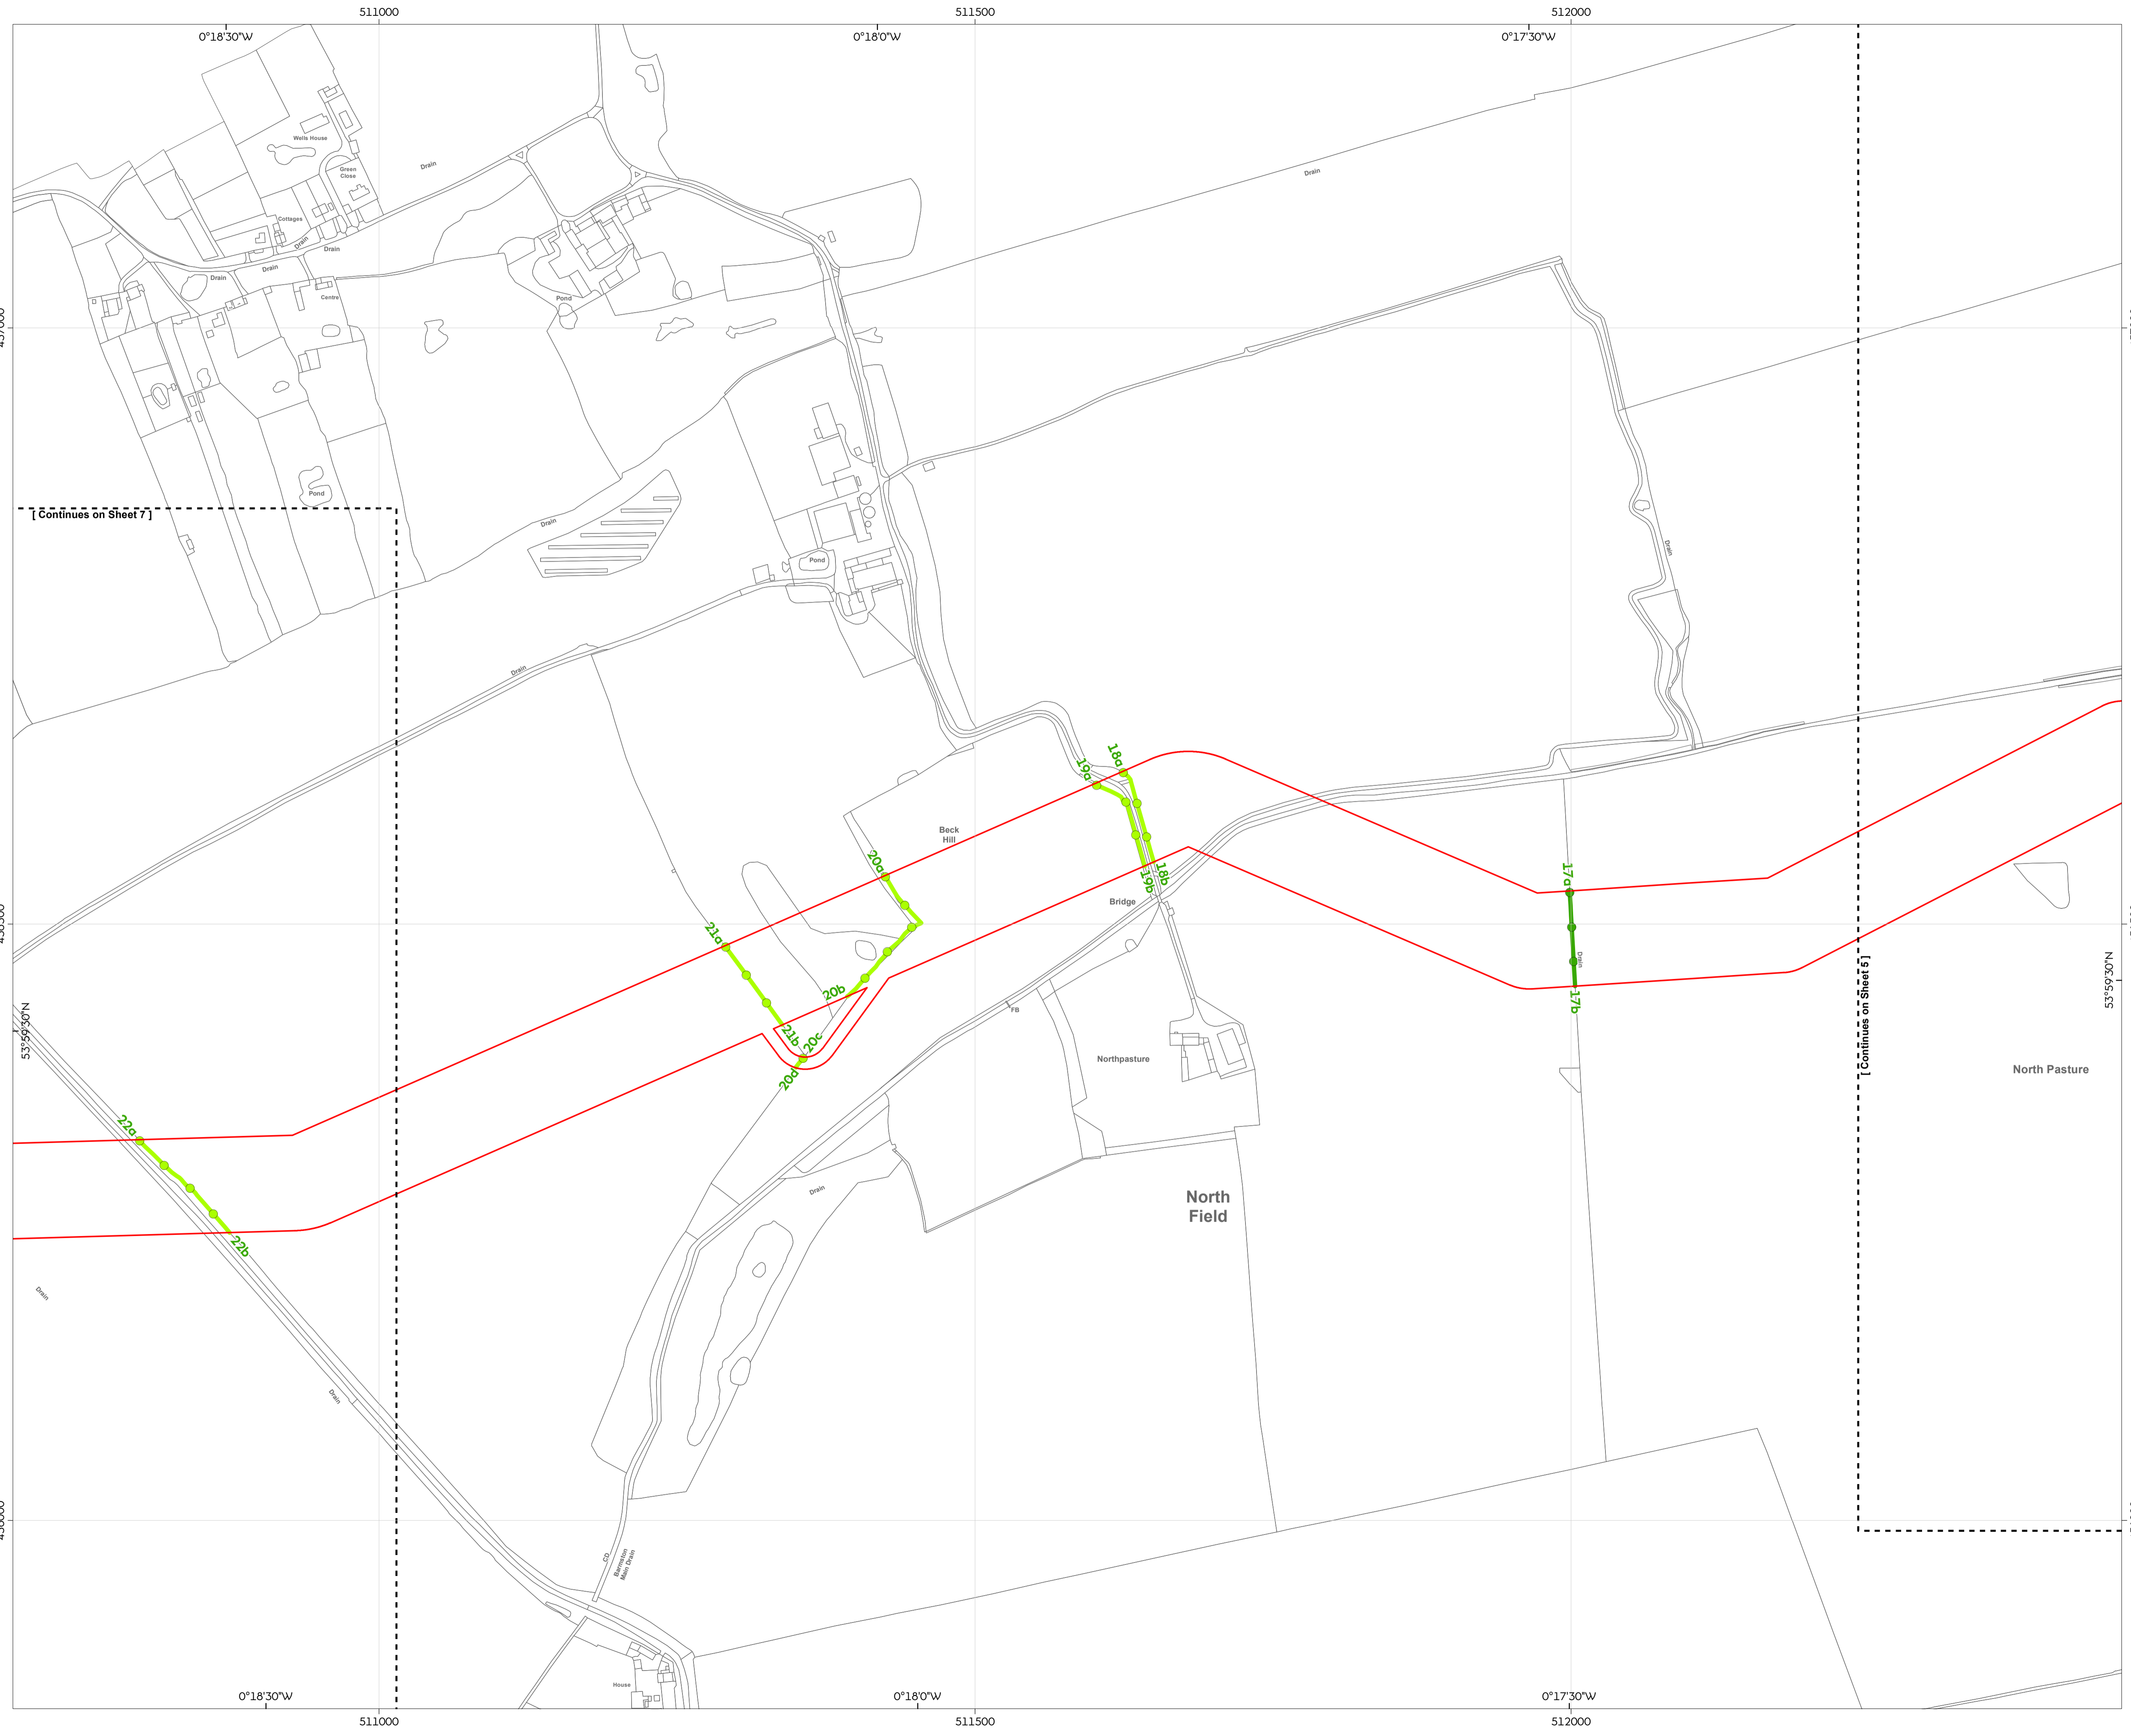 511000
511500
512000
0°18'30"W
0°18'0"W
0°17'30"W
Wells House
Green
Close
Drain
Drain
Cottages
Drain
Drain
Drain
Drain
Centre
Pond
Pond
[ Continues on Sheet 7 ]
Drain
Drain
Pond
Drain
18a
19a
Beck
Hill
20a
18b
19b
17a
Bridge
21a
Drain
17b
20b
21b
20c
20d
FB
Northpasture
[ Continues on Sheet 5 ]
North Pasture
53°59'30"N
53°59'30"N
22a
22b
Drain
North
Field
Drain
Drain
CD
Barmston
Main Drain
House
0°18'30"W
0°18'0"W
0°17'30"W
511000
511500
512000